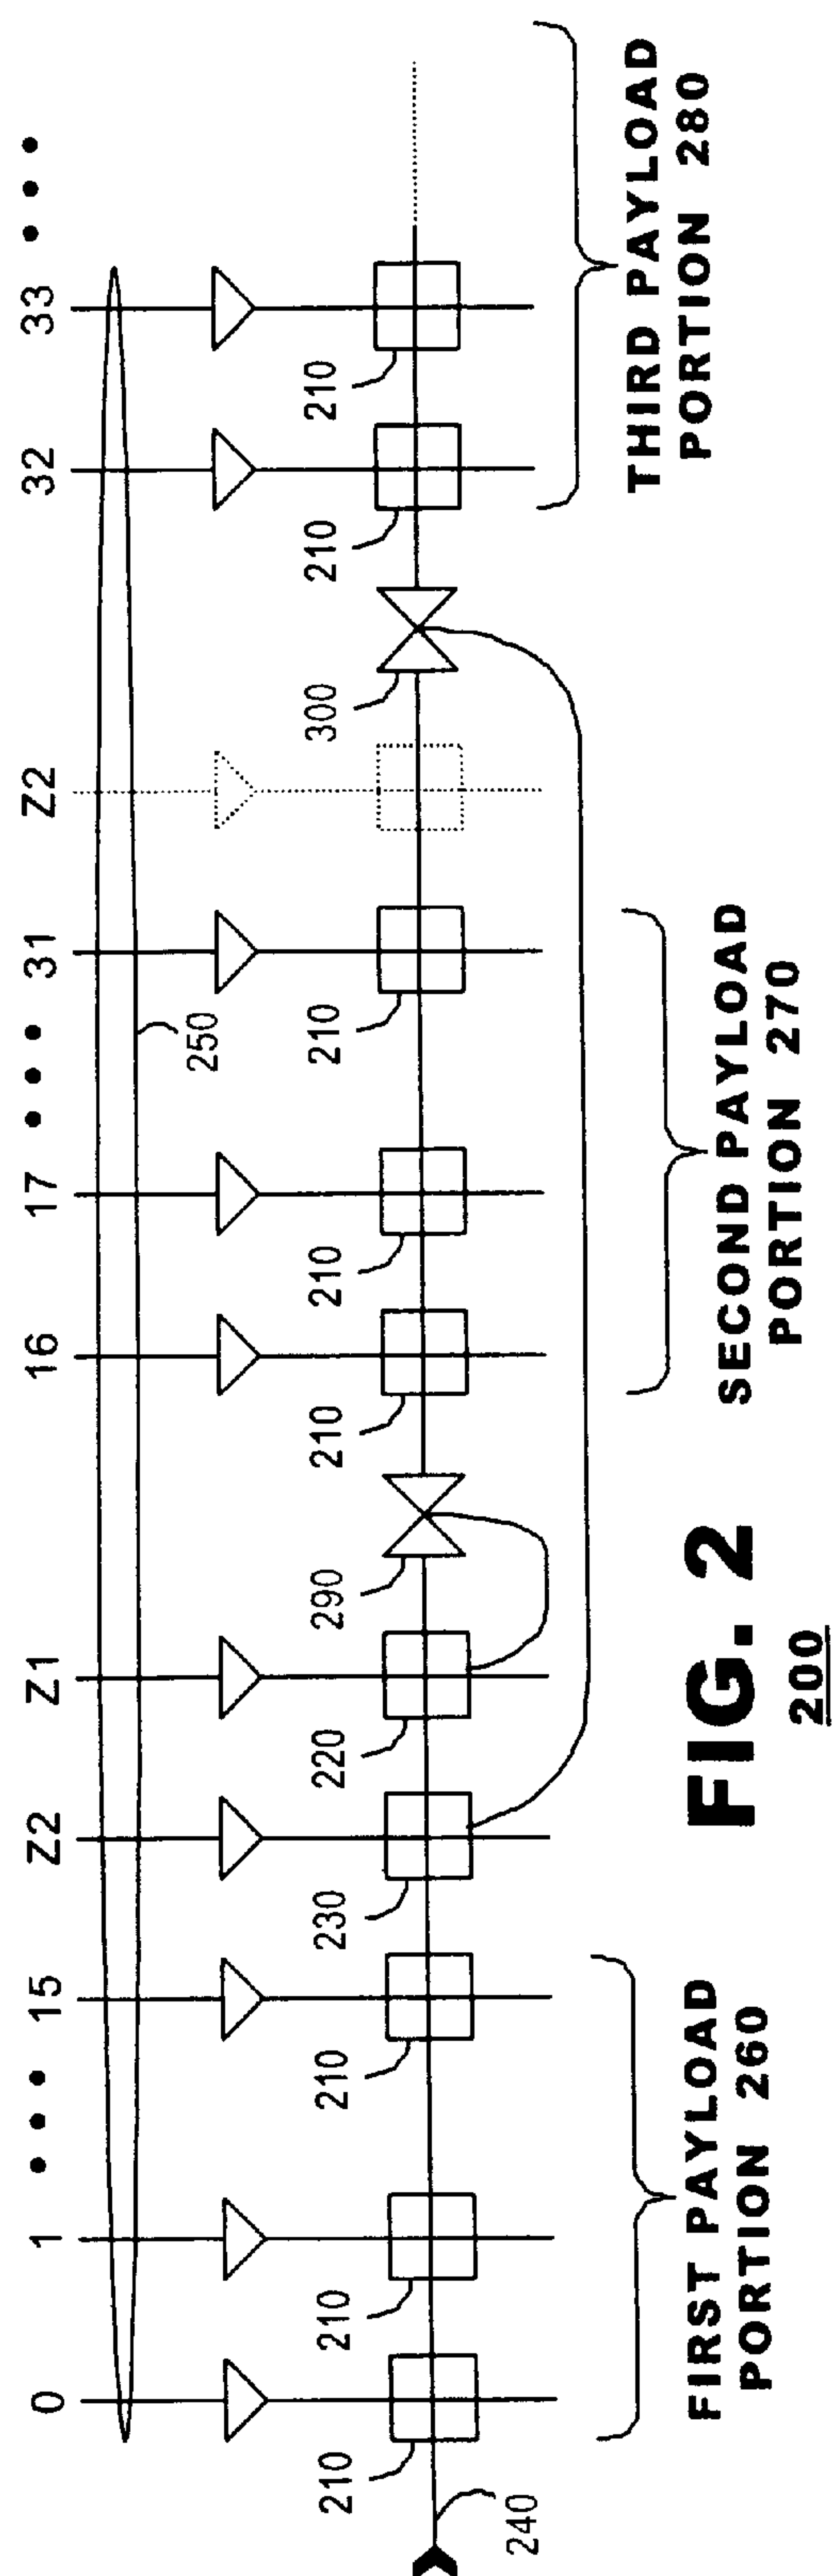 0 1 • • • 15 Z2 Z1 16 17 • • • 31 Z2 32 33 • • •
250
210 210 210 230 220 290 210 210 210 300 210 210
240
FIRST PAYLOAD
PORTION 260
SECOND PAYLOAD
PORTION 270
THIRD PAYLOAD
PORTION 280
FIG. 2
200